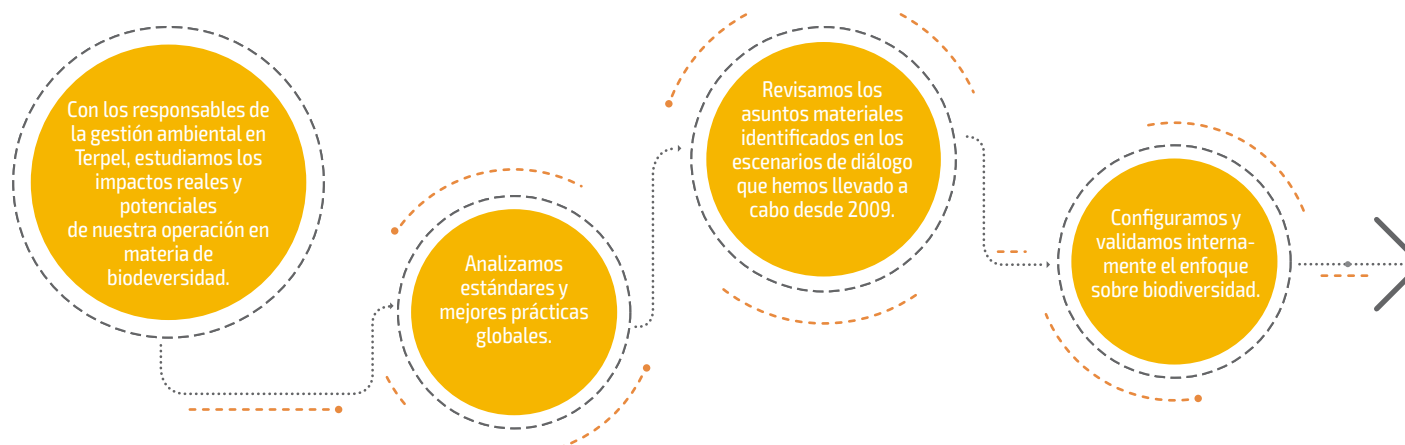 Con los responsables de
la gestión ambiental en
Terpel, estudiamos los
impactos reales y
potenciales
de nuestra operación en
materia de
biodeversidad.
Analizamos
estándares y
mejores prácticas
globales.
Revisamos los
asuntos materiales
identificados en los
escenarios de diálogo
que hemos llevado a
cabo desde 2009.
Configuramos y
validamos interna-
mente el enfoque
sobre biodiversidad.